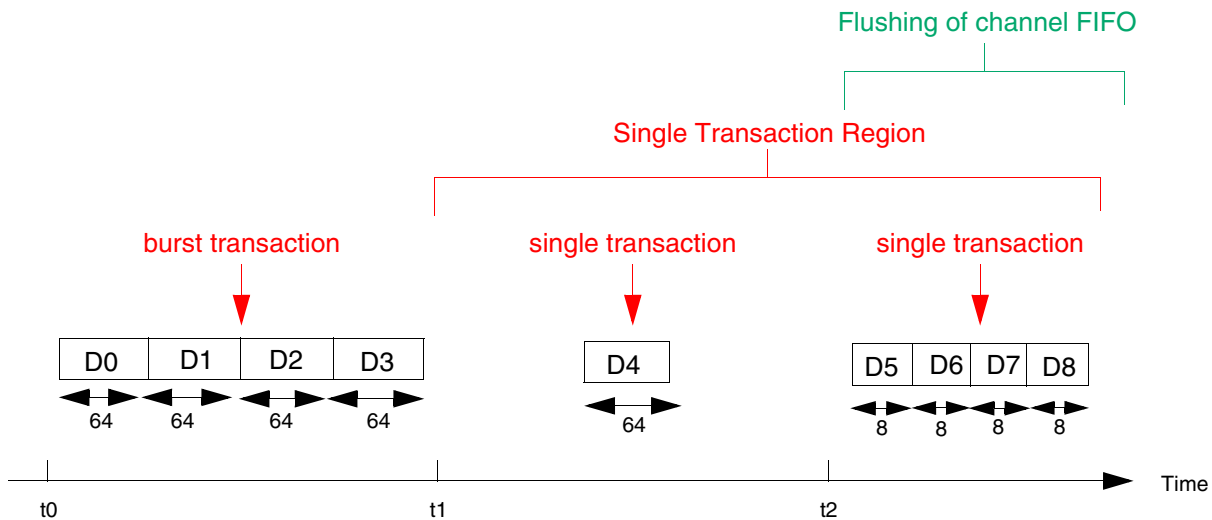 Flushing of channel FIFO
Single Transaction Region
burst transaction
single transaction
single transaction
D0 D1 D2 D3
D4
D5 D6 D7 D8
64 64 64 64
64
8 8 8 8
Time
t0 t1 t2